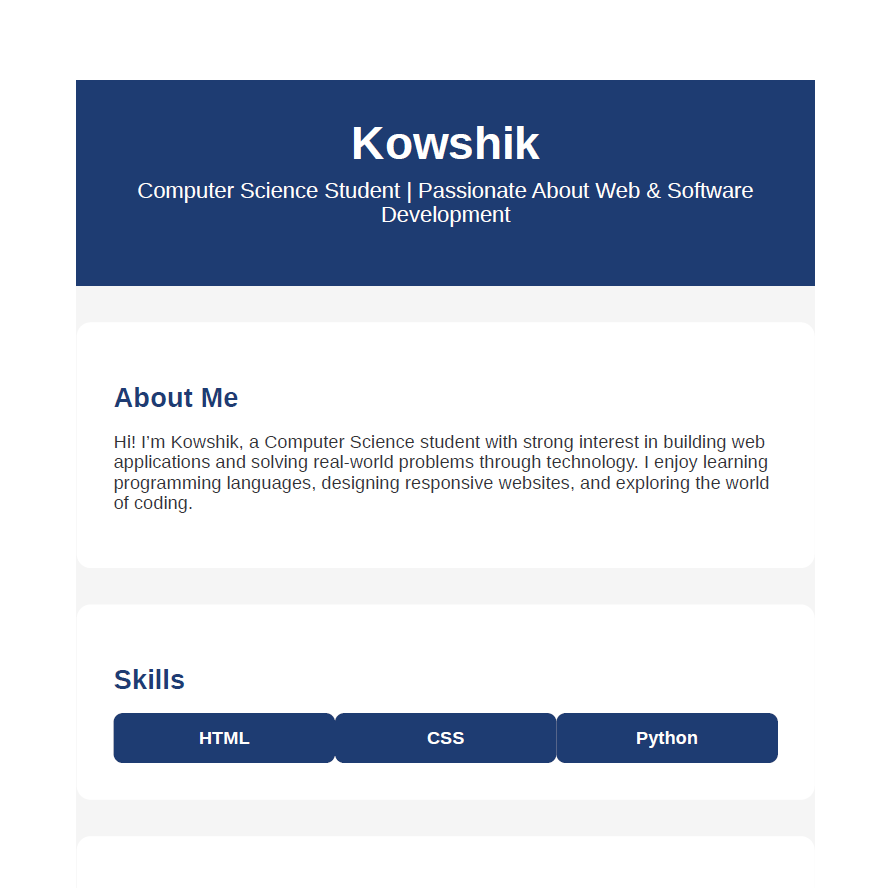 Kowshik
Computer Science Student | Passionate About Web & Software
Development
About Me
Hi! I'm Kowshik, a Computer Science student with strong interest in building web
applications and solving real-world problems through technology. I enjoy learning
programming languages, designing responsive websites, and exploring the world
of coding.
Skills
HTML CSS Python